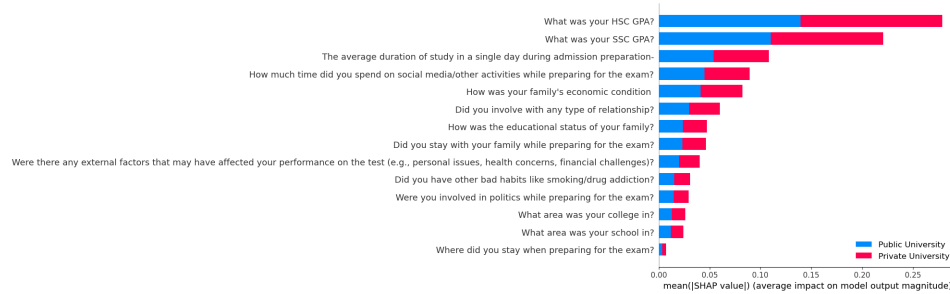 What was your HSC GPA?
What was your SSC GPA?
The average duration of study in a single day during admission preparation-
How much time did you spend on social media/other activities while preparing for the exam?
How was your family's economic condition
Did you involve with any type of relationship?
How was the educational status of your family?
Did you stay with your family while preparing the exam?
Were there any external factors that may have affected your performance on the test (e.g., personal issues, health concerns, financial challenges)?
Did you have other bad habits like smoking/drug addiction?
Were you involved in politics while preparing for the exam?
What area was your college in?
What area was your school in?
Where did you stay when preparing for the exam?
Public University
Private University
0.00 0.05 0.10 0.15 0.20 0.25
mean(|SHAP value|) (average impact on model output magnitude)